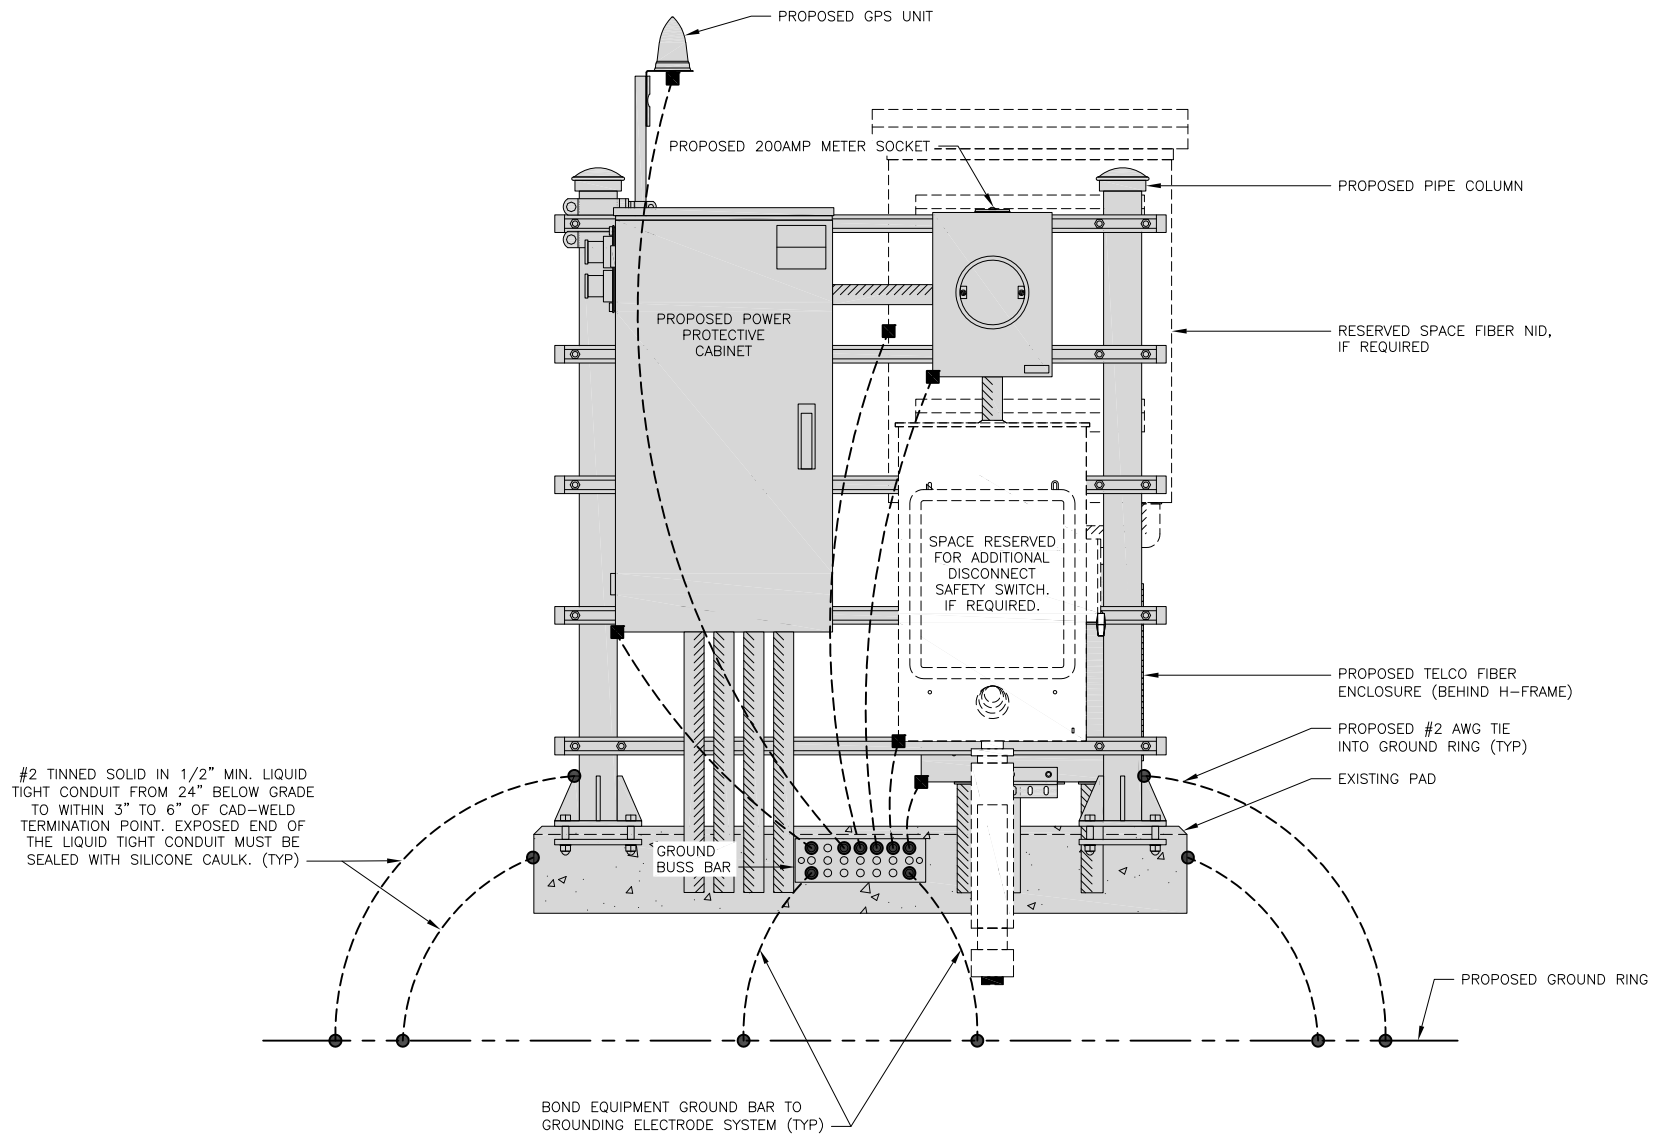 PROPOSED GPS UNIT
PROPOSED 200AMP METER SOCKET
PROPOSED PIPE COLUMN
PROPOSED POWER
PROTECTIVE
CABINET
RESERVED SPACE FIBER NID,
IF REQUIRED
SPACE RESERVED
FOR ADDITIONAL
DISCONNECT
SAFETY SWITCH.
IF REQUIRED.
PROPOSED TELCO FIBER
ENCLOSURE (BEHIND H-FRAME)
PROPOSED #2 AWG TIE
INTO GROUND RING (TYP)
EXISTING PAD
#2 TINNED SOLID IN 1/2" MIN. LIQUID
TIGHT CONDUIT FROM 24" BELOW GRADE
TO WITHIN 3" TO 6" OF CAD-WELD
TERMINATION POINT. EXPOSED END OF
THE LIQUID TIGHT CONDUIT MUST BE
SEALED WITH SILICONE CAULK. (TYP)
GROUND
BUSS BAR
PROPOSED GROUND RING
BOND EQUIPMENT GROUND BAR TO
GROUNDING ELECTRODE SYSTEM (TYP)